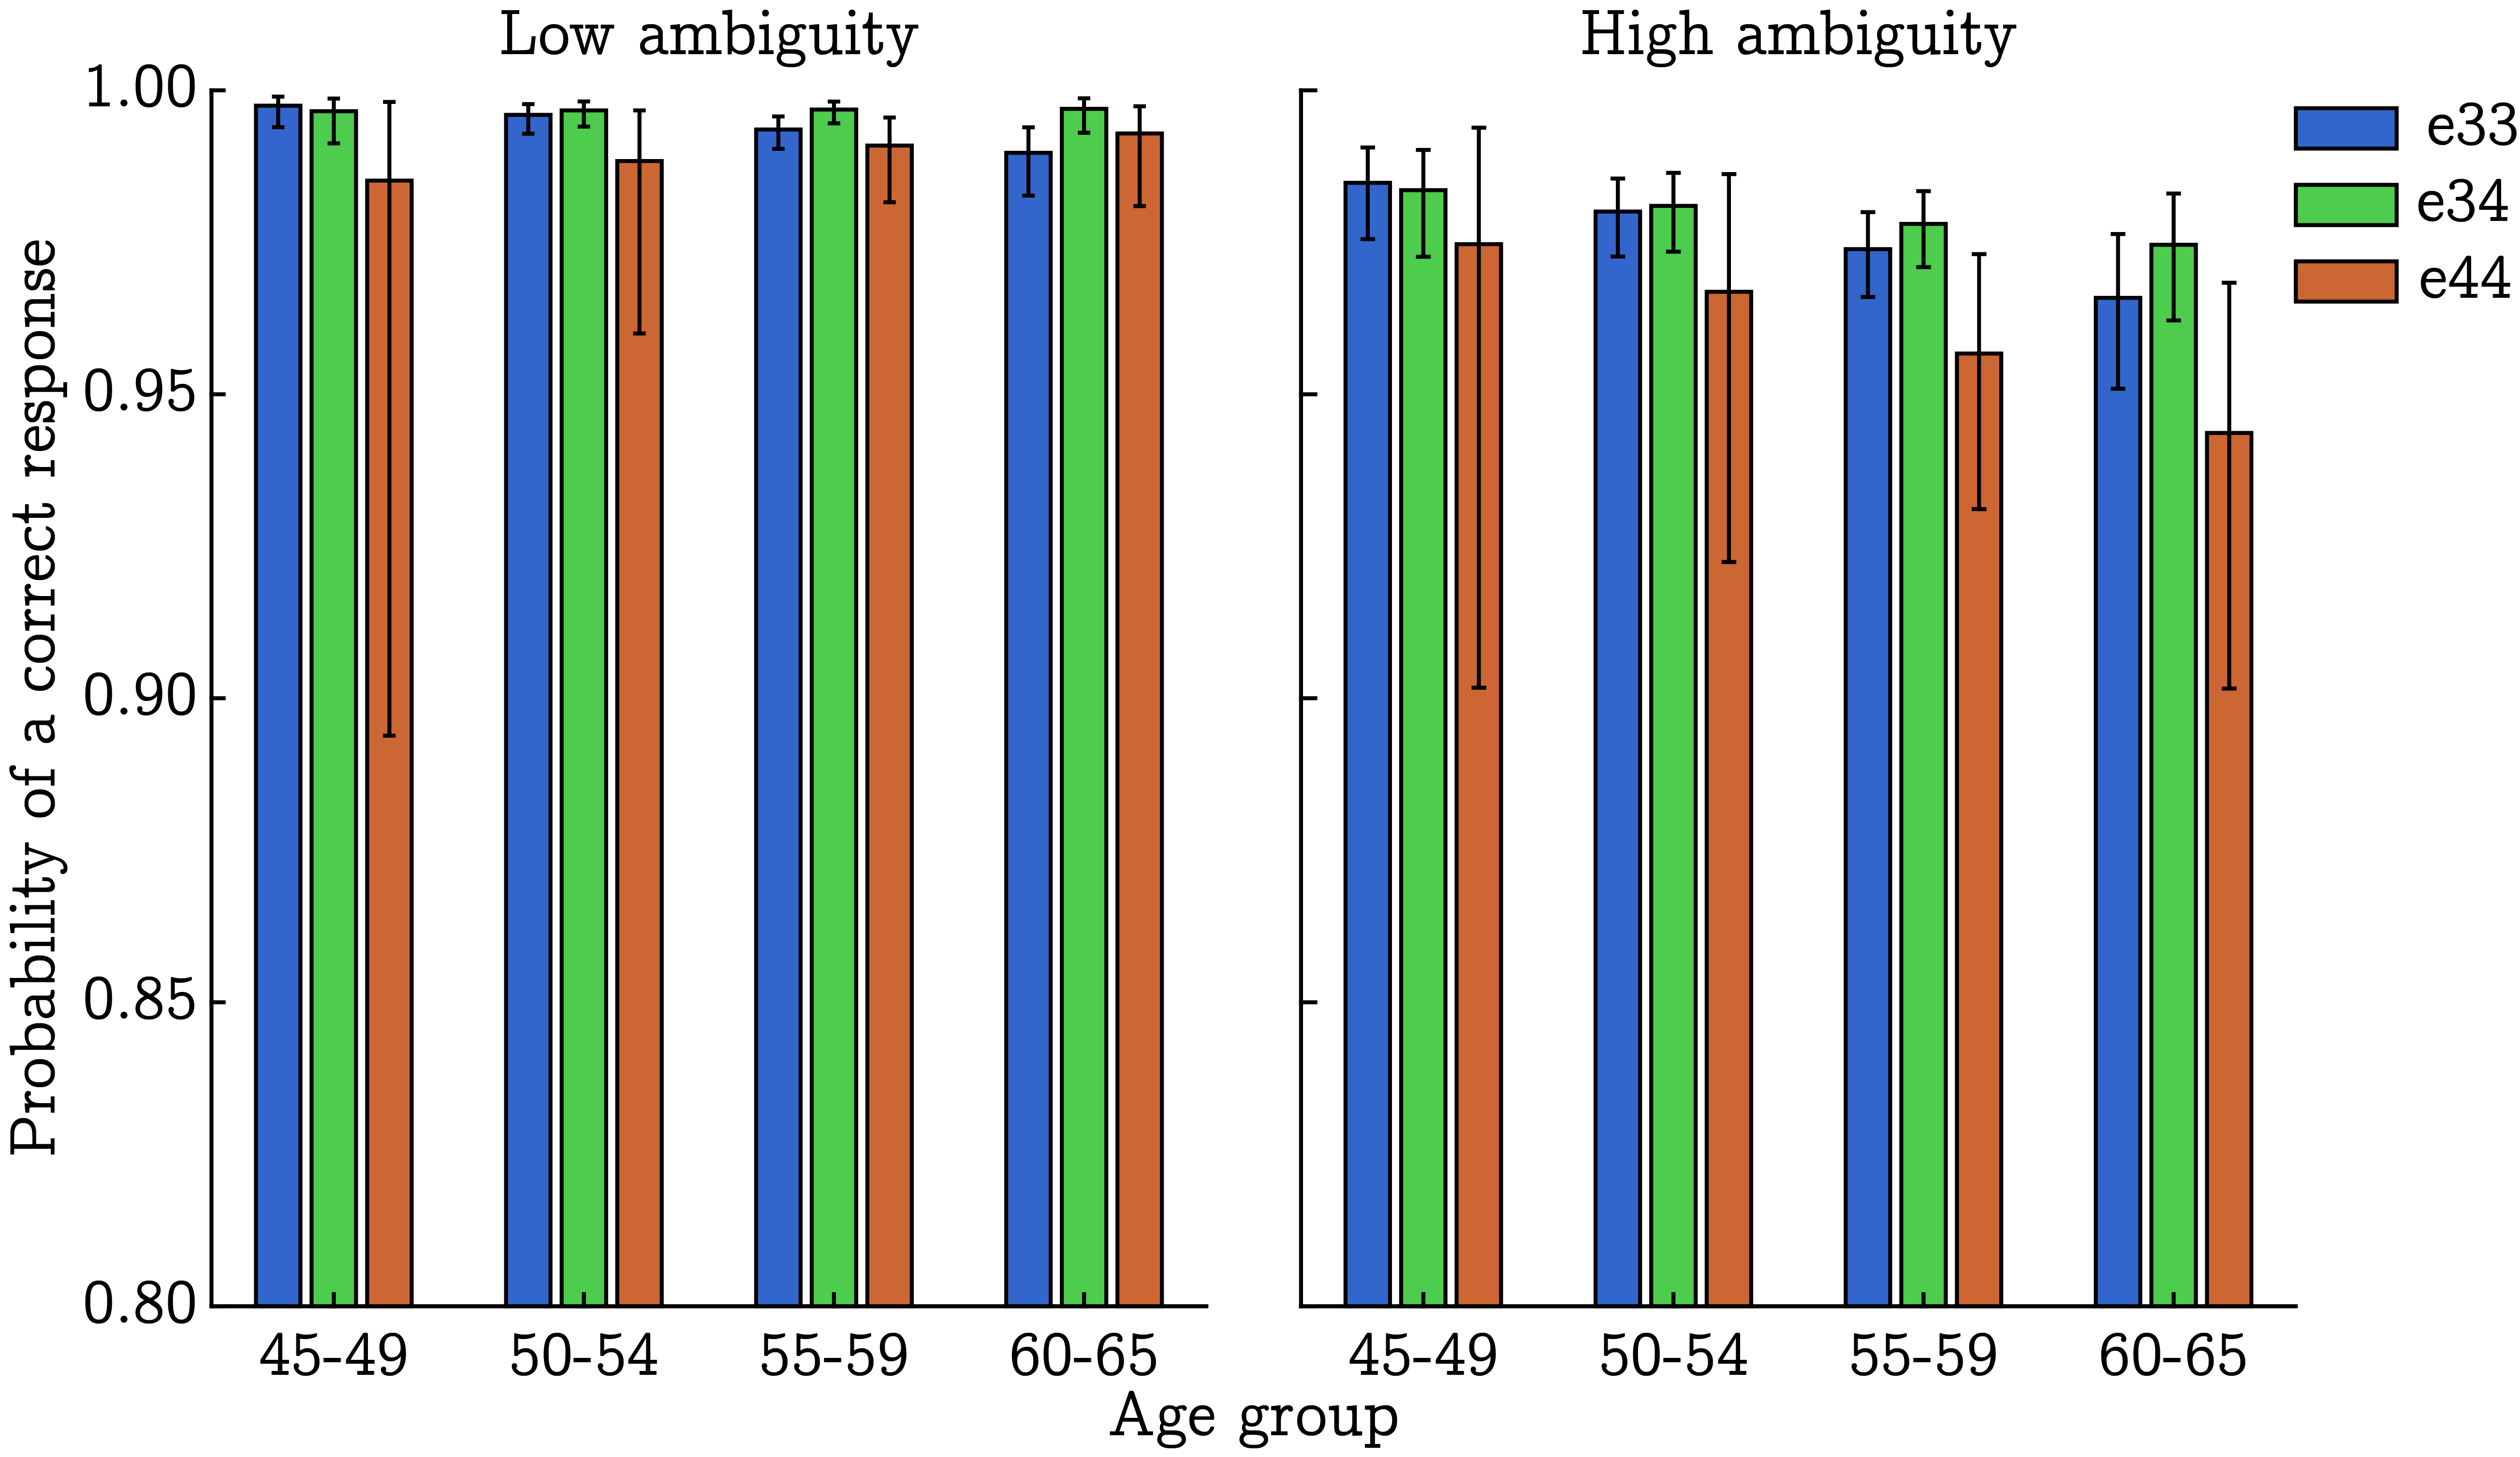 Low ambiguity
High ambiguity
1.00
0.95
0.90
0.85
0.80
Probability of a correct response
e33
e34
e44
45-49 50-54 55-59 60-65
45-49 50-54 55-59 60-65
Age group